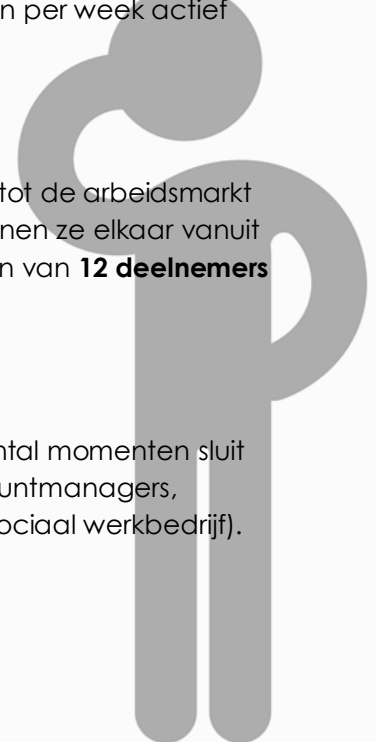 n per week actief
tot de arbeidsmarkt
nen ze elkaar vanuit
n van 12 deelnemers
ntal momenten sluit
untmanagers,
ociaal werkbedrijf).